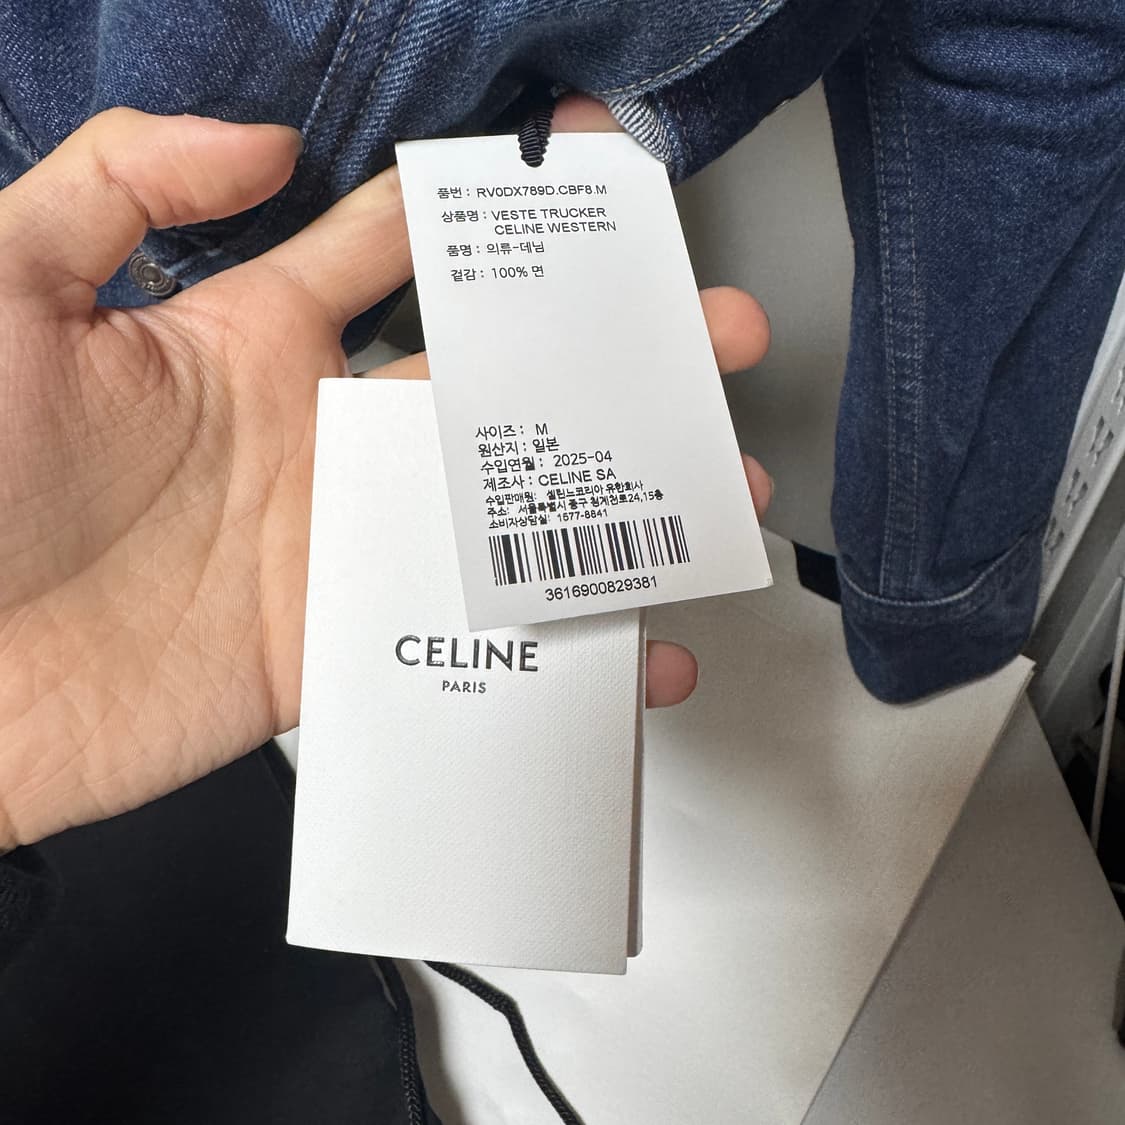 품번 : RV0DX789D.CBF8.M
상품명 : VESTE TRUCKER
CELINE WESTERN
품명 : 의류-데님
겉감 : 100% 면
사이즈 : M
원산지 : 일본
수입연월 : 2025-04
제조사 : CELINE SA
수입판매원: 셀린느코리아 유한회사
주소: 서울특별시 중구 청계천로24,15층
소비자상담실: 1577-8841
3616900829381
CELINE
PARIS